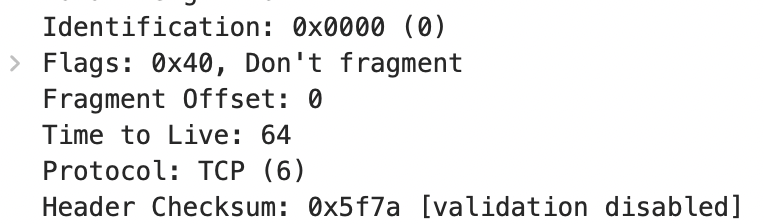 Identification: 0x0000 (0)
Flags: 0x40, Don't fragment
Fragment Offset: 0
Time to Live: 64
Protocol: TCP (6)
Header Checksum: 0x5f7a [validation disabled]